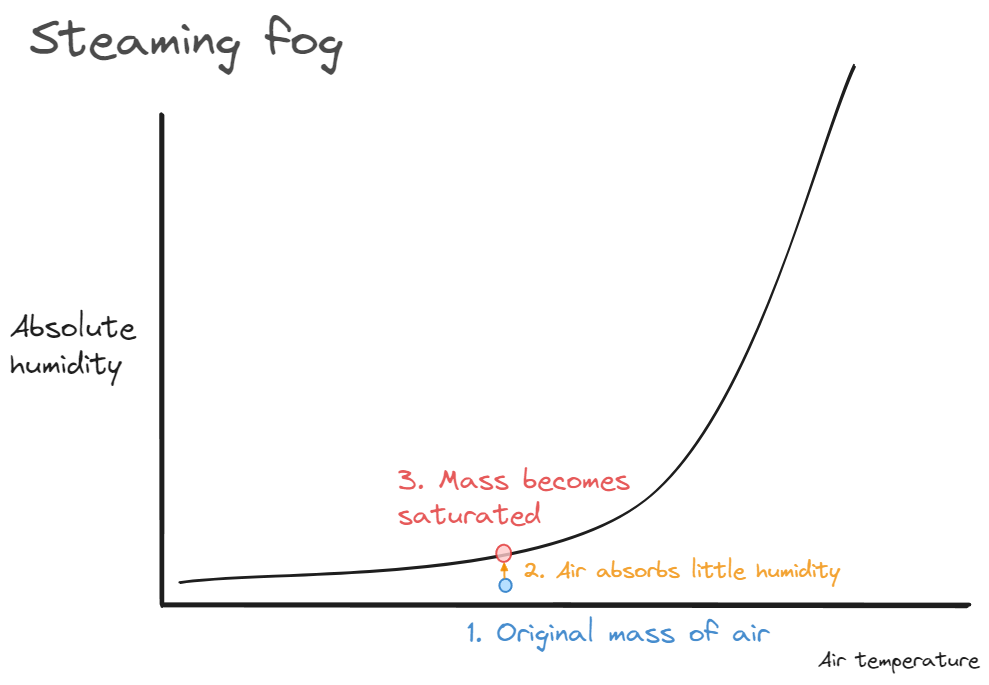 Steaming fog
Absolute
humidity
3. Mass becomes
saturated
2. Air absorbs little humidity
1. Original mass of air
Air temperature